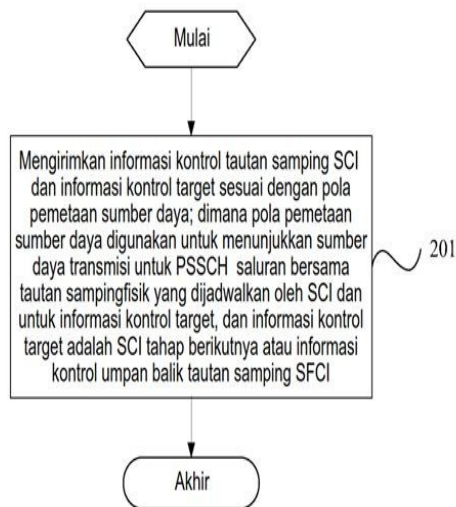 Mulai
Mengirimkan informasi kontrol tautan samping SCI
dan informasi kontrol target sesuai dengan pola
pemetaan sumber daya; dimana pola pemetaan
sumber daya digunakan untuk menunjukkan sumber
daya transmisi untuk PSSCH saluran bersama
tautan sampingfisik yang dijadwalkan oleh SCI dan
untuk informasi kontrol target, dan informasi kontrol
target adalah SCI tahap berikutnya atau informasi
kontrol umpan balik tautan samping SFCI
201
Akhir